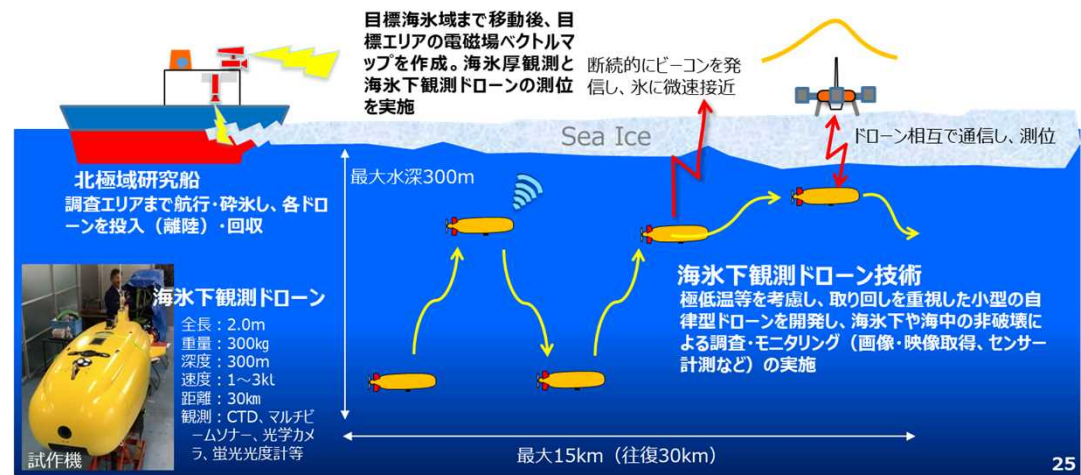 目標海氷域まで移動後、目
標エリアの電磁場ベクトルマ
ップを作成。海氷厚観測と
海氷下観測ドローンの測位
を実施
断続的にビーコンを発
信し、氷に微速接近
Sea Ice
ドローン相互で通信し、測位
北極域研究船
調査エリアまで航行・砕氷し、各ドロ
ーンを投入（離陸）・回収
最大水深300m
海氷下観測ドローン
全長：2.0m
重量：300kg
深度：300m
速度：1～3kt
距離：30km
観測：CTD、マルチビ
ームソナー、光学カメ
ラ、蛍光光度計等
試作機
海氷下観測ドローン技術
極低温等を考慮し、取り回しを重視した小型の自
律型ドローンを開発し、海氷下や海中の非破壊に
よる調査・モニタリング（画像・映像取得、センサー
計測など）の実施
最大15km（往復30km）
25